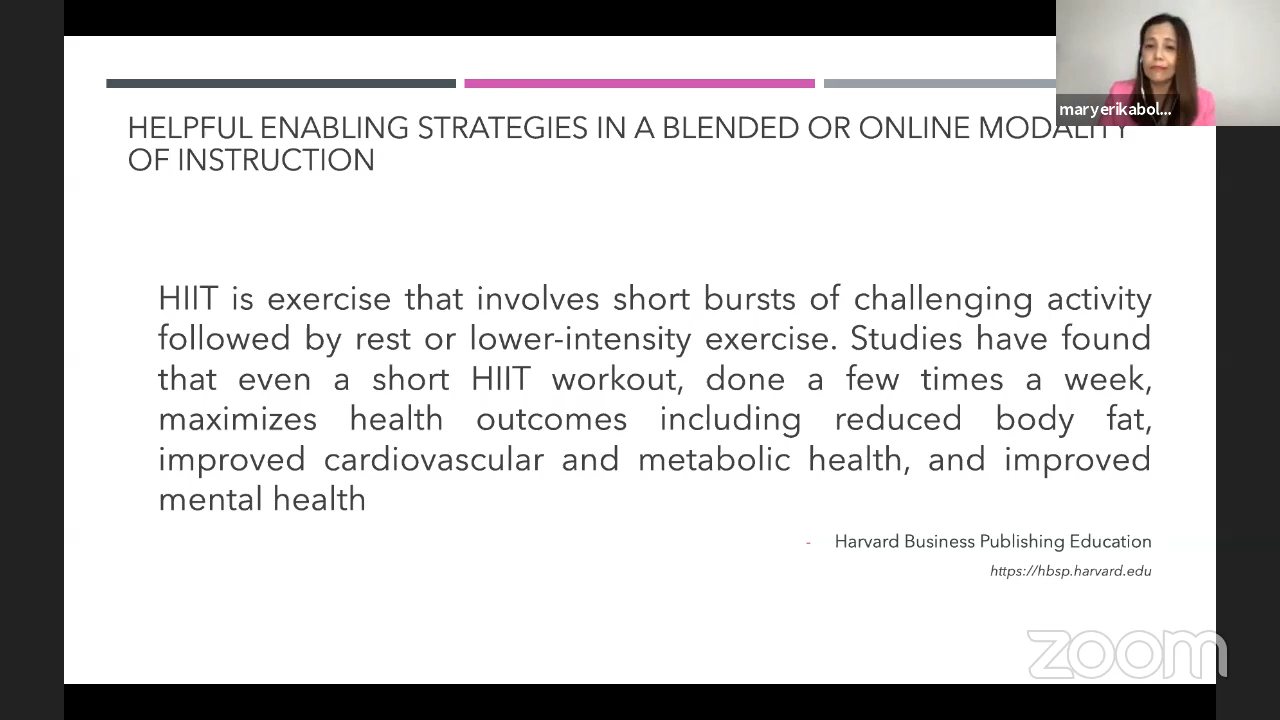 maryerikabol...
HELPFUL ENABLING STRATEGIES IN A BLENDED OR ONLINE MODALITY
OF INSTRUCTION
HIIT is exercise that involves short bursts of challenging activity
followed by rest or lower-intensity exercise. Studies have found
that even a short HIIT workout, done a few times a week,
maximizes health outcomes including reduced body fat,
improved cardiovascular and metabolic health, and improved
mental health
- Harvard Business Publishing Education
https://hbsp.harvard.edu
zoom